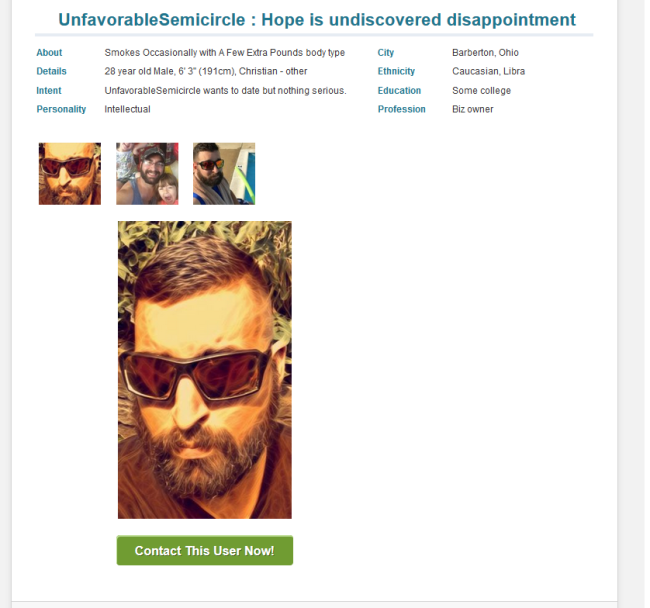 UnfavorableSemicircle : Hope is undiscovered disappointment
About Smokes Occasionally with A Few Extra Pounds body type City Barberton, Ohio
Details 28 year old Male, 6' 3" (191cm), Christian - other Ethnicity Caucasian, Libra
Intent UnfavorableSemicircle wants to date but nothing serious. Education Some college
Personality Intellectual Profession Biz owner
Contact This User Now!